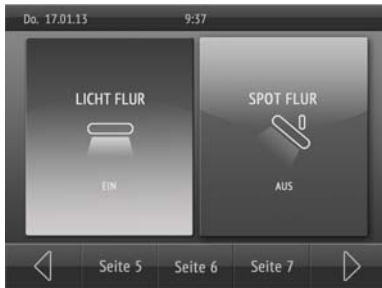 Do. 17.01.13 9:37
LICHT FLUR SPOT FLUR
EIN AUS
Seite 5 Seite 6 Seite 7